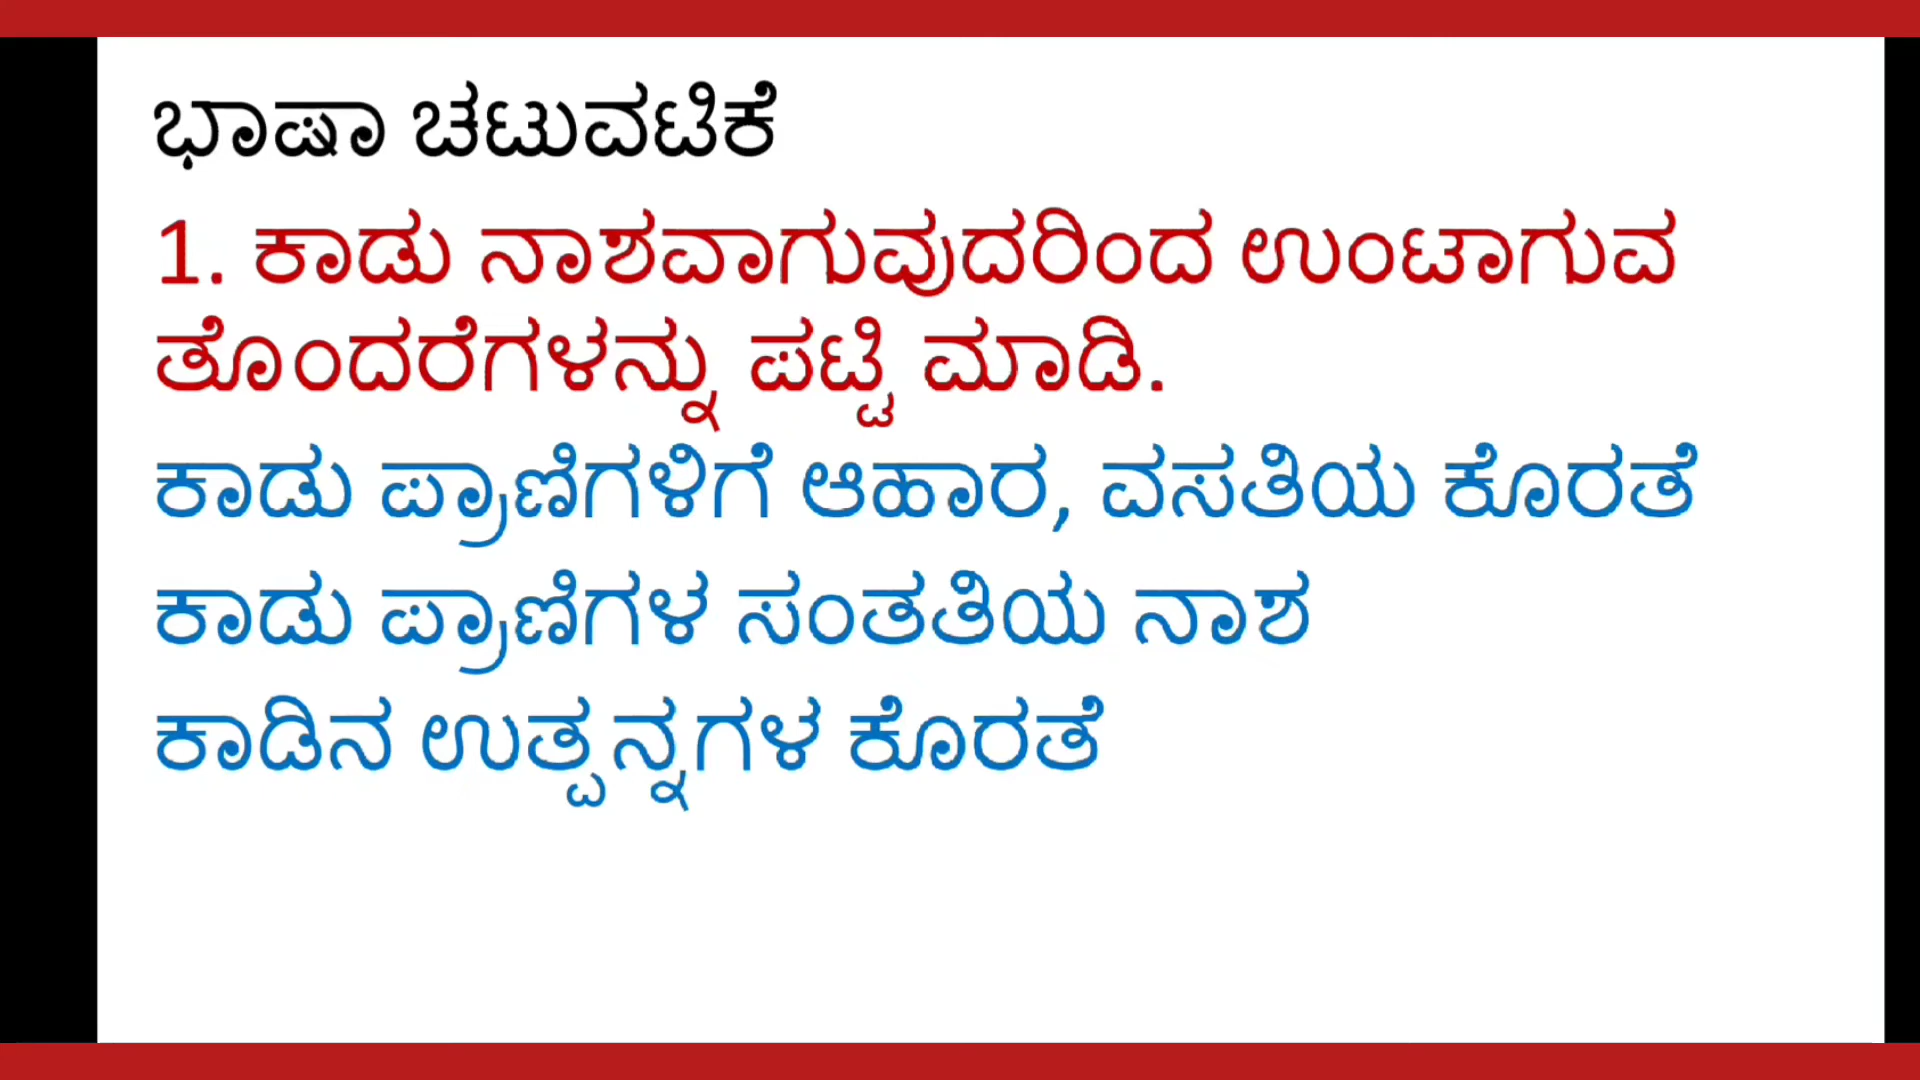 ಭಾಷಾ ಚಟುವಟಿಕೆ
1. ಕಾಡು ನಾಶವಾಗುವುದರಿಂದ ಉಂಟಾಗುವ
ತೊಂದರೆಗಳನ್ನು ಪಟ್ಟಿ ಮಾಡಿ.
ಕಾಡು ಪ್ರಾಣಿಗಳಿಗೆ ಆಹಾರ, ವಸತಿಯ ಕೊರತೆ
ಕಾಡು ಪ್ರಾಣಿಗಳ ಸಂತತಿಯ ನಾಶ
ಕಾಡಿನ ಉತ್ಪನ್ನಗಳ ಕೊರತೆ